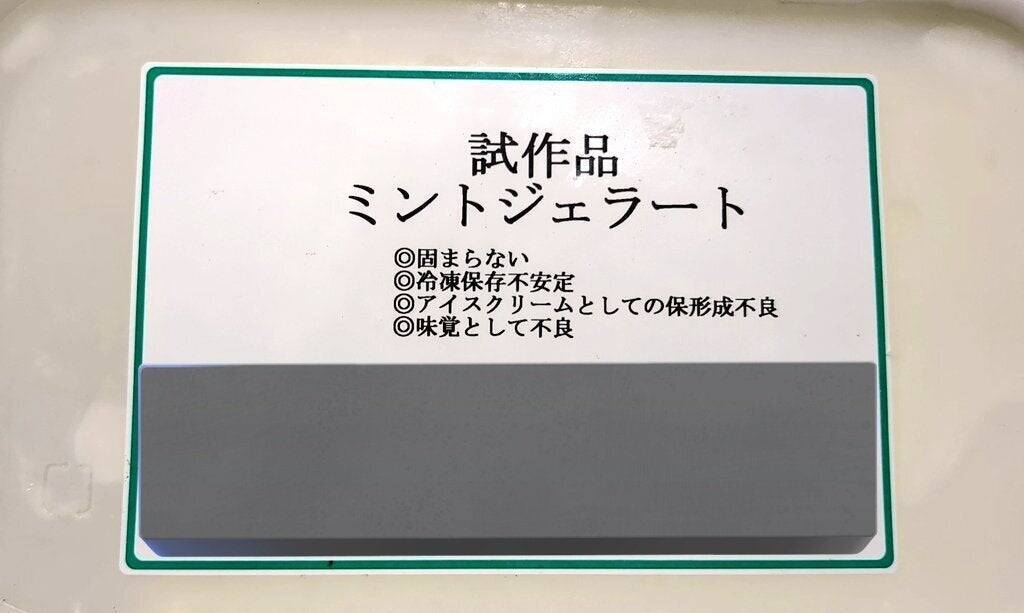 試作品
ミントジェラート
◎固まらない
◎冷凍保存不安定
◎アイスクリームとしての保形成不良
◎味覚として不良